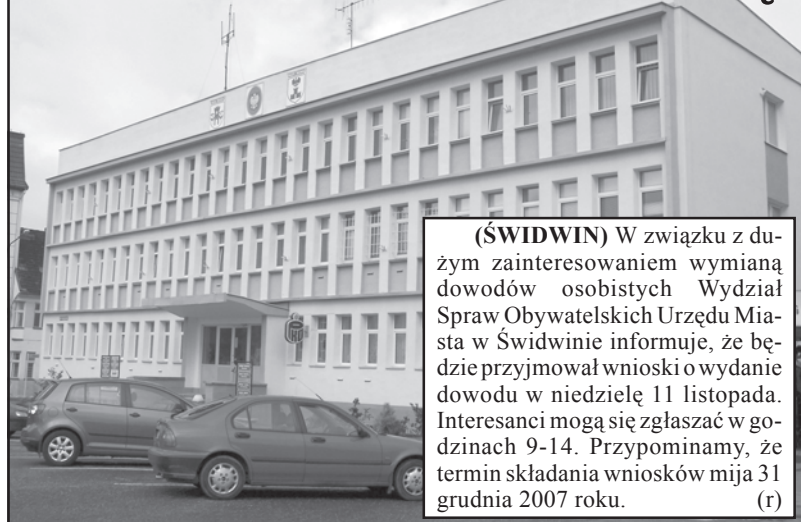 (ŚWIDWIN) W związku z du-
żym zainteresowaniem wymianą
dowodów osobistych Wydział
Spraw Obywatelskich Urzędu Mia-
sta w Świdwinie informuje, że bę-
dzie przyjmował wnioski o wydanie
dowodu w niedzielę 11 listopada.
Interesanci mogą się zgłaszać w go-
dzinach 9-14. Przypominamy, że
termin składania wniosków mija 31
grudnia 2007 roku. (r)